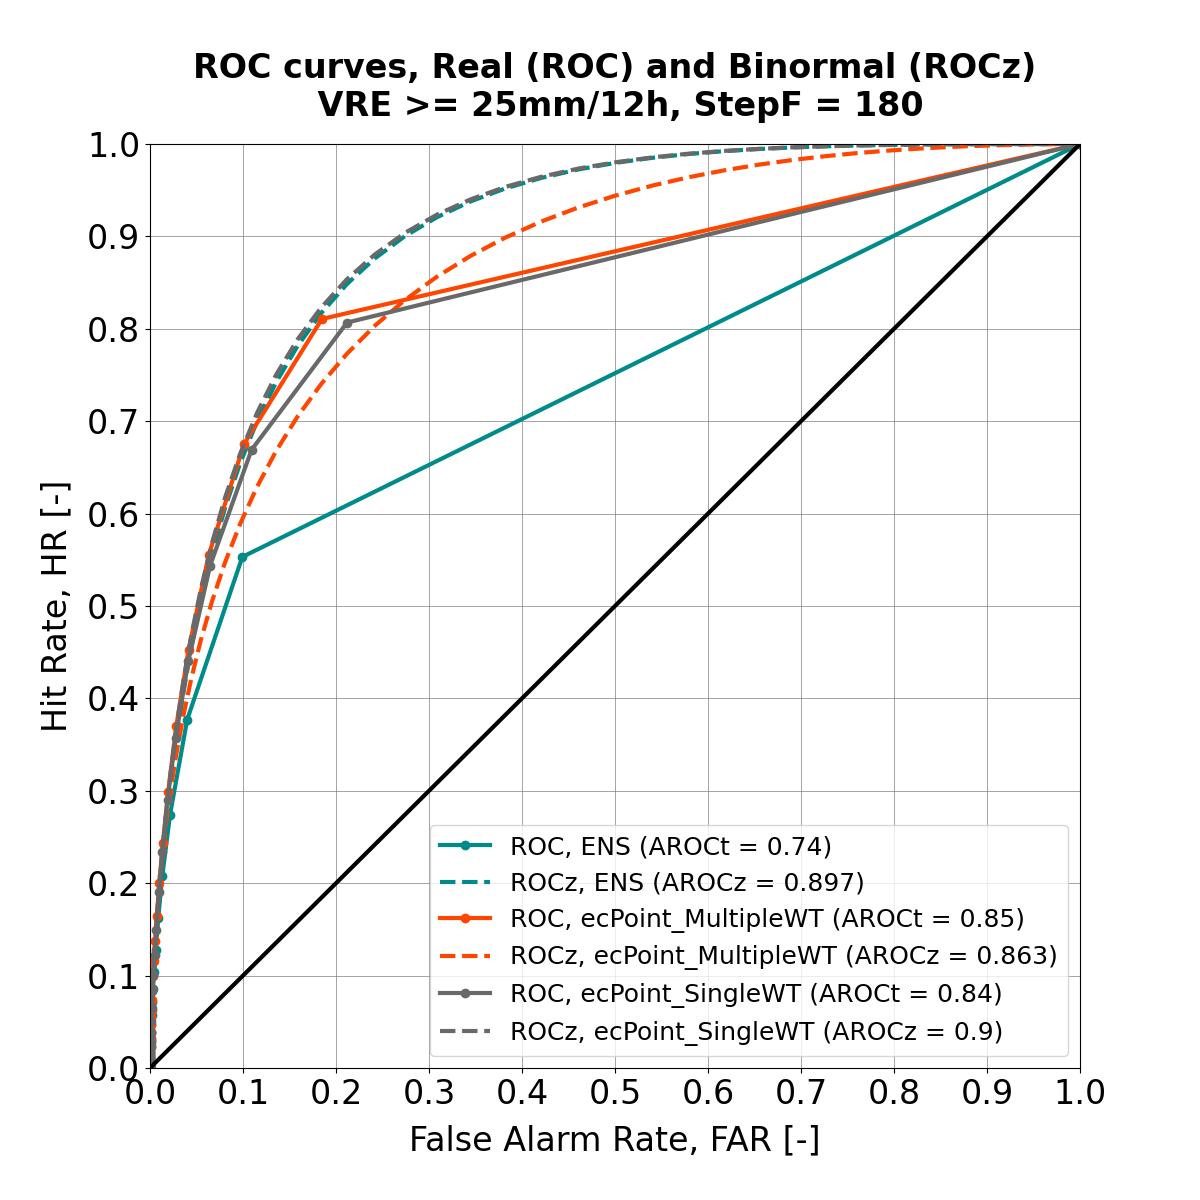 ROC curves, Real (ROC) and Binormal (ROCz)
VRE >= 25mm/12h, StepF = 180
1.0
0.9
0.8
0.7
0.6
0.5
0.4
0.3
0.2
0.1
0.0
Hit Rate, HR [-]
ROC, ENS (AROCt = 0.74)
ROCz, ENS (AROCz = 0.897)
ROC, ecPoint_MultipleWT (AROCt = 0.85)
ROCz, ecPoint_MultipleWT (AROCz = 0.863)
ROC, ecPoint_SingleWT (AROCt = 0.84)
ROCz, ecPoint_SingleWT (AROCz = 0.9)
0.0 0.1 0.2 0.3 0.4 0.5 0.6 0.7 0.8 0.9 1.0
False Alarm Rate, FAR [-]